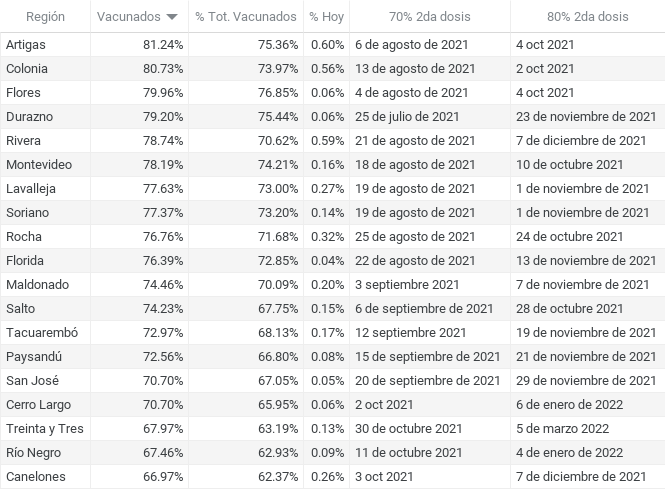 Región Vacunados % Tot. Vacunados % Hoy 70% 2da dosis 80% 2da dosis
Artigas 81.24% 75.36% 0.60% 6 de agosto de 2021 4 oct 2021
Colonia 80.73% 73.97% 0.56% 13 de agosto de 2021 2 oct 2021
Flores 79.96% 76.85% 0.06% 4 de agosto de 2021 4 oct 2021
Durazno 79.20% 75.44% 0.06% 25 de julio de 2021 23 de noviembre de 2021
Rivera 78.74% 70.62% 0.59% 21 de agosto de 2021 7 de diciembre de 2021
Montevideo 78.19% 74.21% 0.16% 18 de agosto de 2021 10 de octubre 2021
Lavalleja 77.63% 73.00% 0.27% 19 de agosto de 2021 1 de noviembre de 2021
Soriano 77.37% 73.20% 0.14% 19 de agosto de 2021 1 de noviembre de 2021
Rocha 76.76% 71.68% 0.32% 25 de agosto de 2021 24 de octubre 2021
Florida 76.39% 72.85% 0.04% 22 de agosto de 2021 13 de noviembre de 2021
Maldonado 74.46% 70.09% 0.20% 3 septiembre 2021 7 de noviembre de 2021
Salto 74.23% 67.75% 0.15% 6 de septiembre de 2021 28 de octubre 2021
Tacuarembó 72.97% 68.13% 0.17% 12 septiembre 2021 19 de noviembre de 2021
Paysandú 72.56% 66.80% 0.08% 15 de septiembre de 2021 21 de noviembre de 2021
San José 70.70% 67.05% 0.05% 20 de septiembre de 2021 29 de noviembre de 2021
Cerro Largo 70.70% 65.95% 0.06% 2 oct 2021 6 de enero de 2022
Treinta y Tres 67.97% 63.19% 0.13% 30 de octubre de 2021 5 de marzo de 2022
Río Negro 67.46% 62.93% 0.09% 11 de octubre de 2021 4 de enero de 2022
Canelones 66.97% 62.37% 0.26% 3 oct 2021 7 de diciembre de 2021